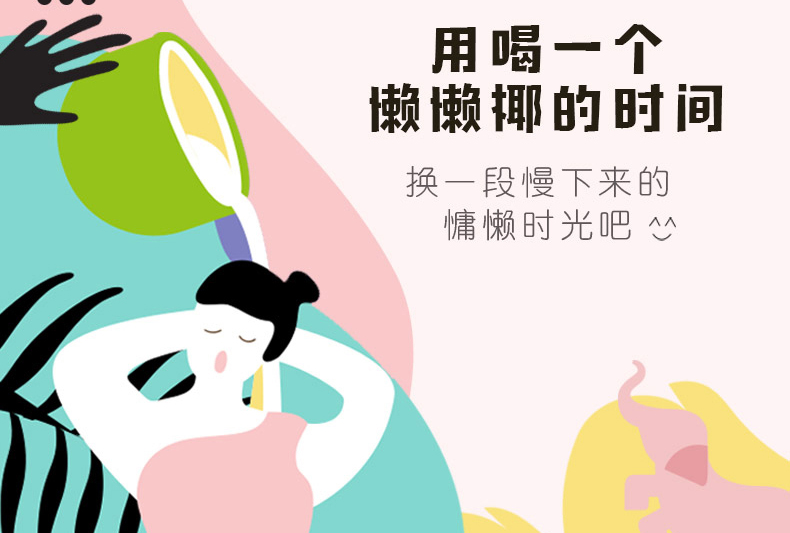 用喝一个
懒懒椰的时间
换一段慢下来的
慵懒时光吧 ^^